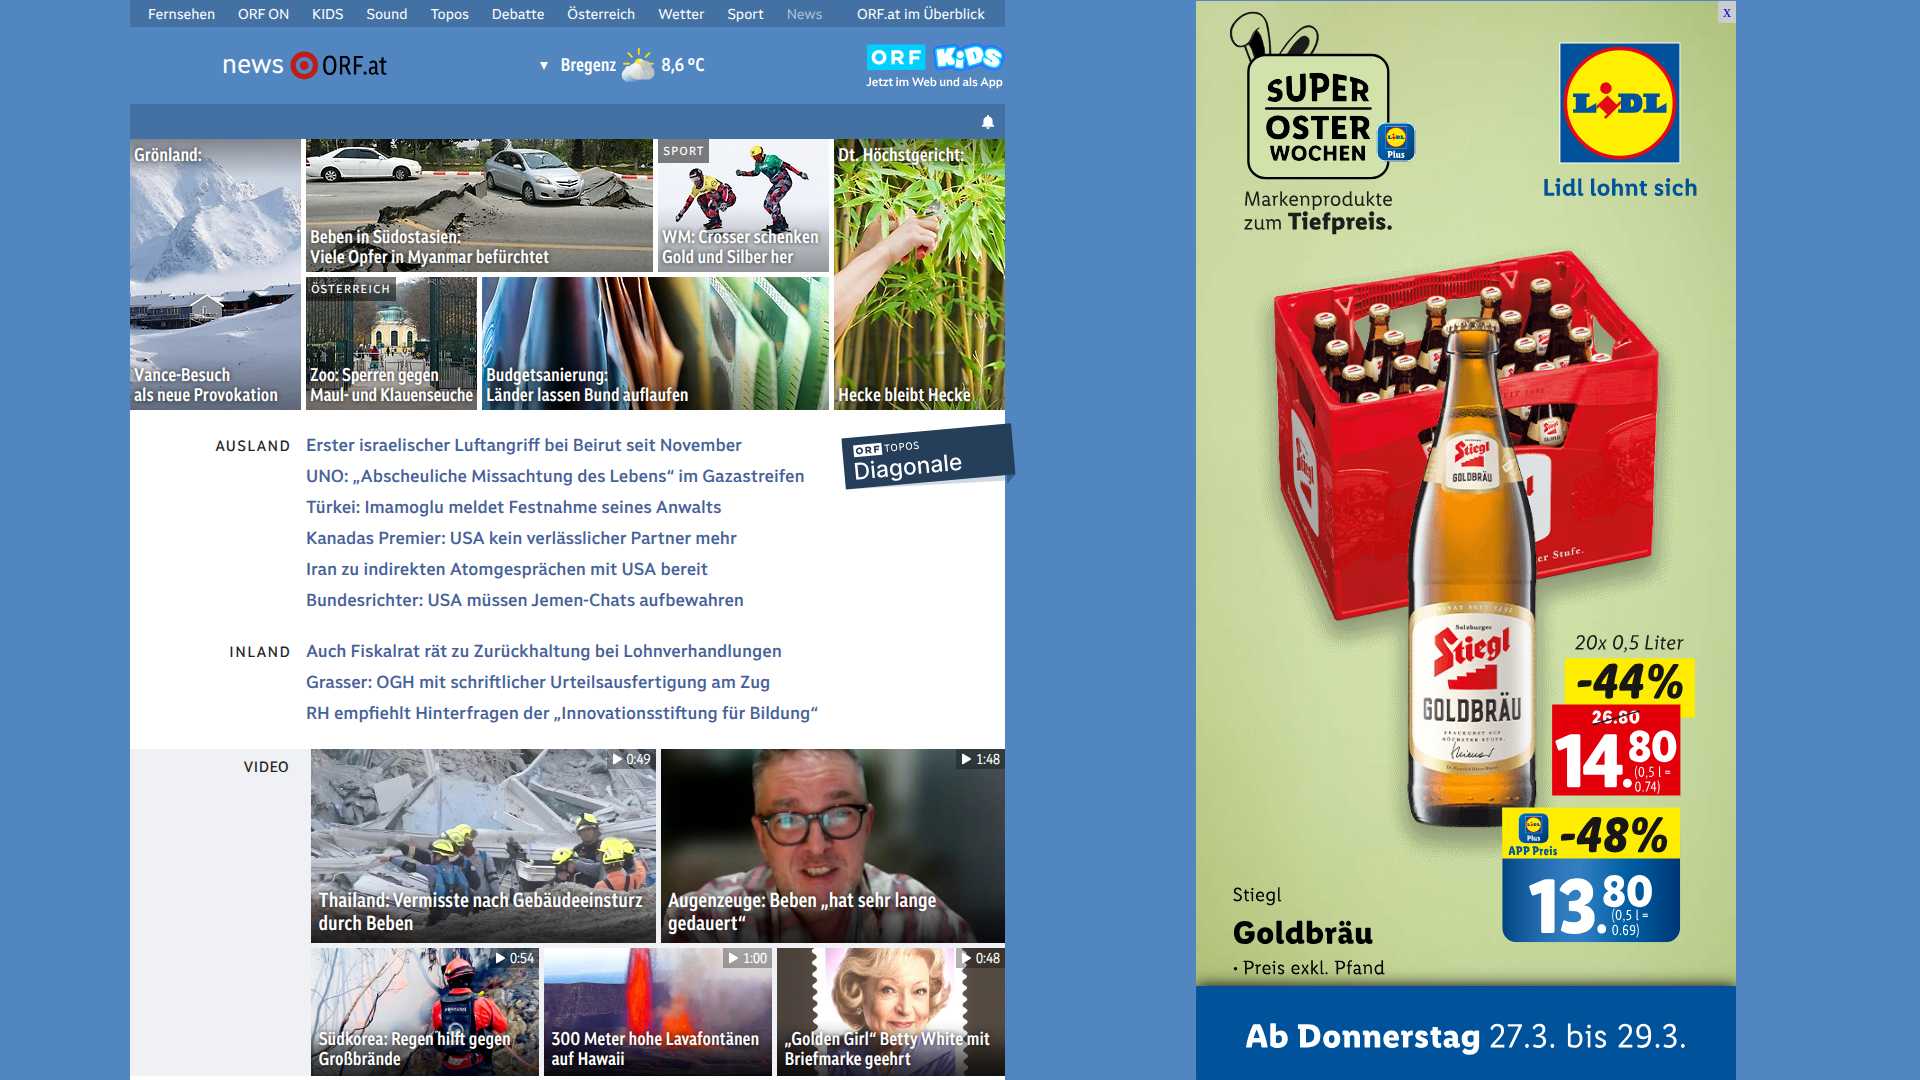 Fernsehen ORF ON KIDS Sound Topos Debatte Österreich Wetter Sport News ORF.at im Überblick
news ORF.at
▼ Bregenz 8,6 °C
ORF KiDS
Jetzt im Web und als App
Grönland:
Vance-Besuch
als neue Provokation
Beben in Südostasien:
Viele Opfer in Myanmar befürchtet
SPORT
WM: Crosser schenken
Gold und Silber her
Dt. Höchstgericht:
Hecke bleibt Hecke
ÖSTERREICH
Zoo: Sperren gegen
Maul- und Klauenseuche
Budgetsanierung:
Länder lassen Bund auflaufen
AUSLAND
Erster israelischer Luftangriff bei Beirut seit November
UNO: „Abscheuliche Missachtung des Lebens“ im Gazastreifen
Türkei: Imamoglu meldet Festnahme seines Anwalts
Kanadas Premier: USA kein verlässlicher Partner mehr
Iran zu indirekten Atomgesprächen mit USA bereit
Bundesrichter: USA müssen Jemen-Chats aufbewahren
ORF TOPOS
Diagonale
INLAND
Auch Fiskalrat rät zu Zurückhaltung bei Lohnverhandlungen
Grasser: OGH mit schriftlicher Urteilsausfertigung am Zug
RH empfiehlt Hinterfragen der „Innovationsstiftung für Bildung“
VIDEO
0:49
Thailand: Vermisste nach Gebäudeeinsturz
durch Beben
1:48
Augenzeuge: Beben „hat sehr lange
gedauert“
0:54
Südkorea: Regen hilft gegen
Großbrände
1:00
300 Meter hohe Lavafontänen
auf Hawaii
0:48
„Golden Girl“ Betty White mit
Briefmarke geehrt
x
SUPER
OSTER
WOCHEN
LIDL
Plus
Markenprodukte
zum Tiefpreis.
LIDL
Lidl lohnt sich
Stiegl
GOLDBRÄU
er Stufe.
Salzburger
Stiegl
GOLDBRÄU
BRAUKUNST AUF
HÖCHSTER STUFE.
20x 0,5 Liter
-44%
26.80
14.80
(0,5 l =
0.74)
LIDL
Plus
APP Preis
-48%
13.80
(0,5 l =
0.69)
Stiegl
Goldbräu
• Preis exkl. Pfand
Ab Donnerstag 27.3. bis 29.3.